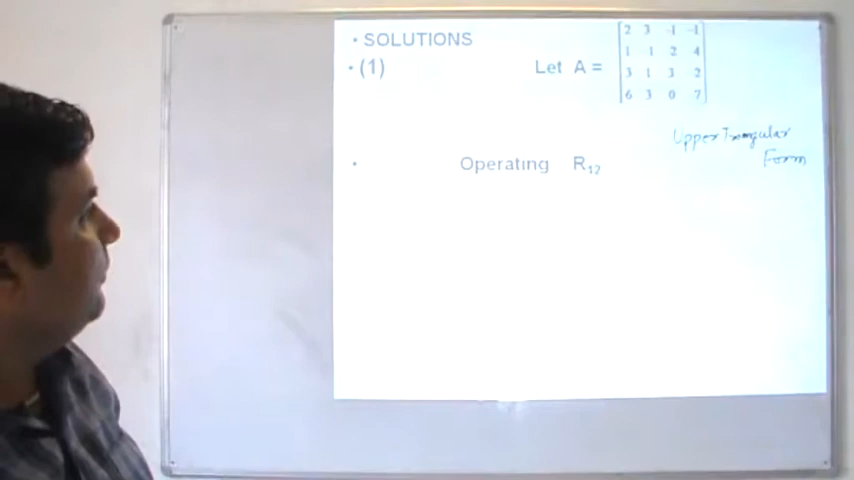 • SOLUTIONS
• (1) Let A = [2 3 -1 -1
1 1 2 4
3 1 3 2
6 3 0 7]
Upper Triangular
Form
• Operating R12